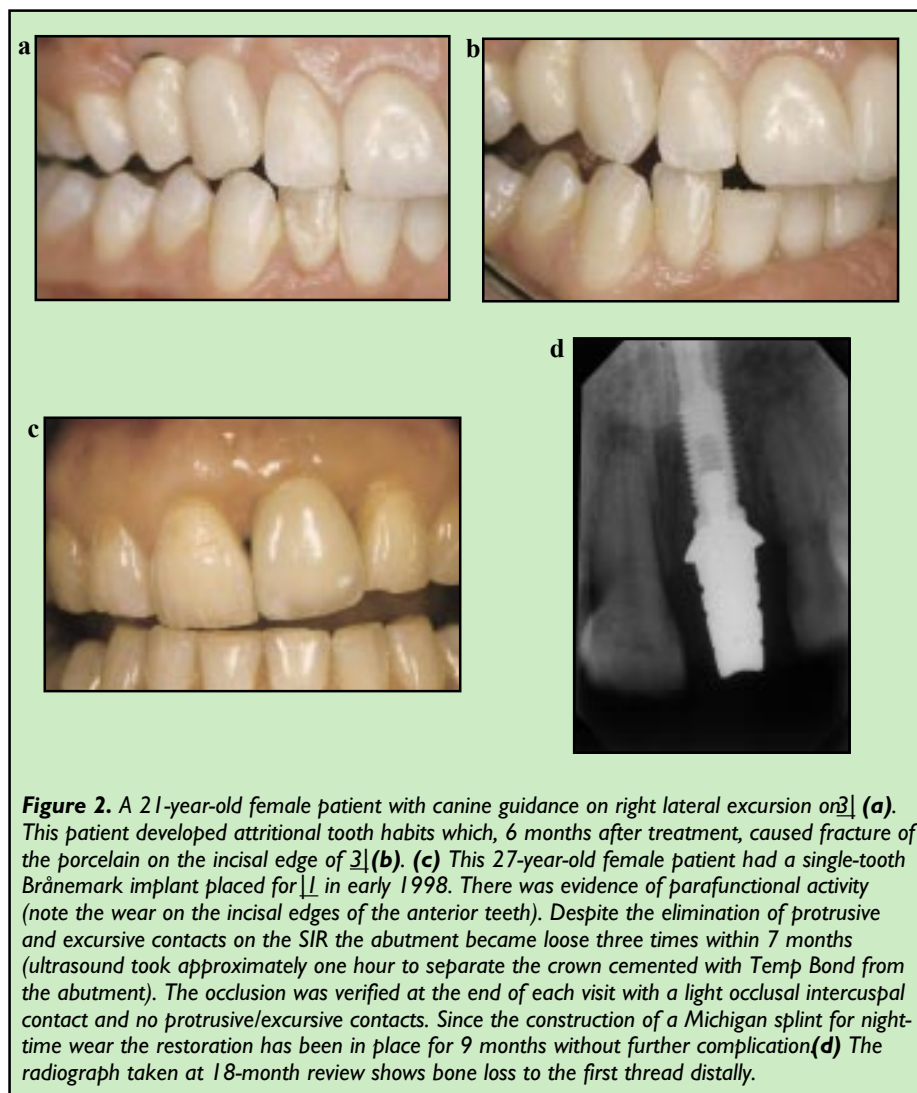 a
b
c
d
Figure 2. A 21-year-old female patient with canine guidance on right lateral excursion on 3| (a).
This patient developed attritional tooth habits which, 6 months after treatment, caused fracture of
the porcelain on the incisal edge of 3| (b). (c) This 27-year-old female patient had a single-tooth
Brånemark implant placed for |1 in early 1998. There was evidence of parafunctional activity
(note the wear on the incisal edges of the anterior teeth). Despite the elimination of protrusive
and excursive contacts on the SIR the abutment became loose three times within 7 months
(ultrasound took approximately one hour to separate the crown cemented with Temp Bond from
the abutment). The occlusion was verified at the end of each visit with a light occlusal intercuspal
contact and no protrusive/excursive contacts. Since the construction of a Michigan splint for night-
time wear the restoration has been in place for 9 months without further complication.(d) The
radiograph taken at 18-month review shows bone loss to the first thread distally.